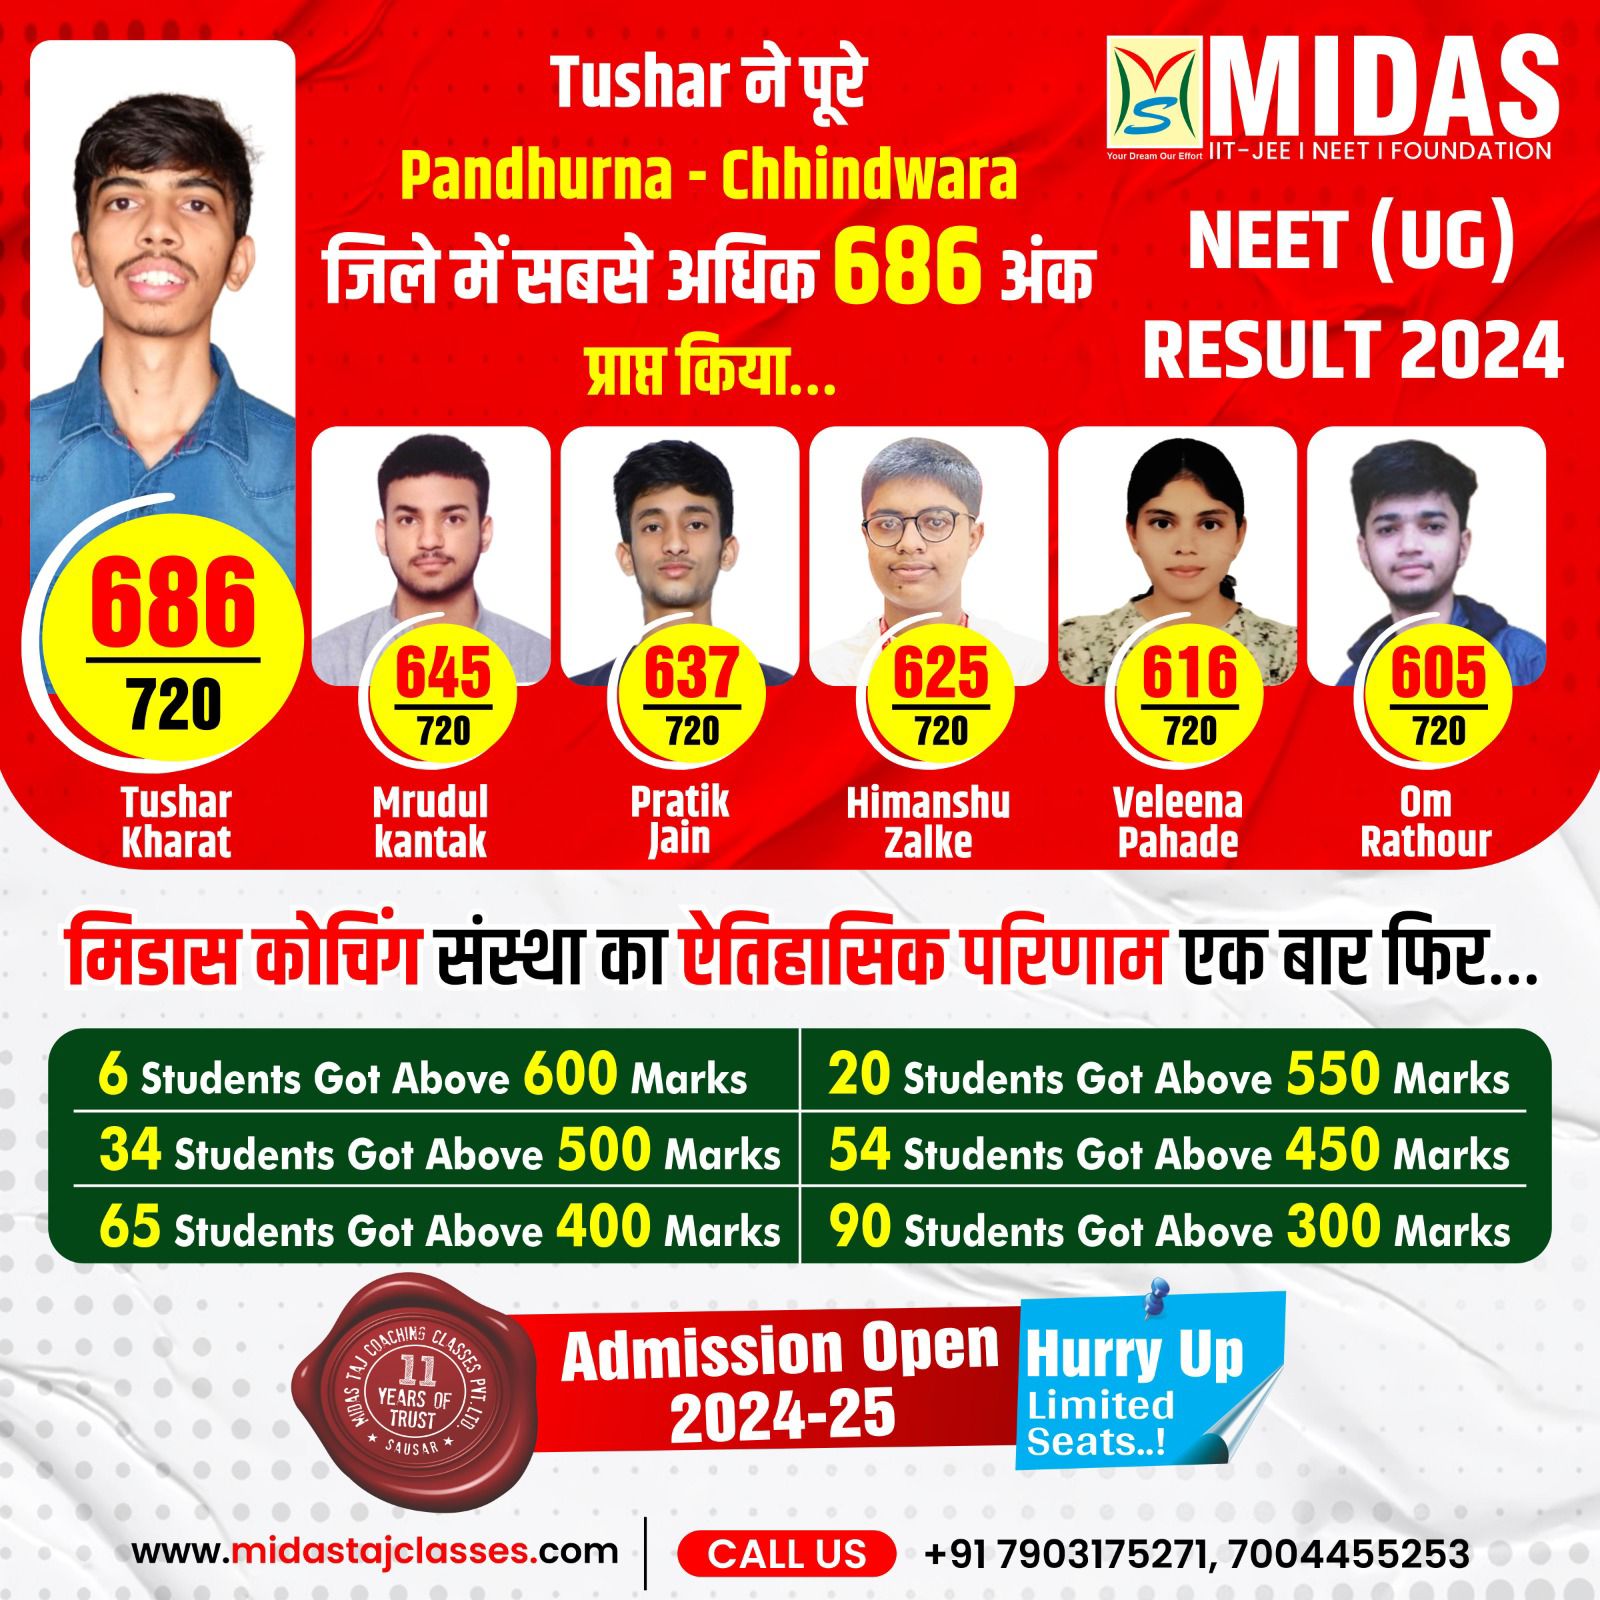 Tushar ने पूरे
Pandhurna - Chhindwara
जिले में सबसे अधिक 686 अंक
प्राप्त किया...
MIDAS
Your Dream Our Effort
IIT-JEE | NEET | FOUNDATION
NEET (UG)
RESULT 2024
686
720
Tushar
Kharat
645
720
Mrudul
kantak
637
720
Pratik
Jain
625
720
Himanshu
Zalke
616
720
Veleena
Pahade
605
720
Om
Rathour
मिडास कोचिंग संस्था का ऐतिहासिक परिणाम एक बार फिर...
6 Students Got Above 600 Marks
20 Students Got Above 550 Marks
34 Students Got Above 500 Marks
54 Students Got Above 450 Marks
65 Students Got Above 400 Marks
90 Students Got Above 300 Marks
MIDAS TAJ COACHING CLASSES PVT.LTD
11
YEARS OF
TRUST
★ SAUSAR ★
Admission Open
2024-25
Hurry Up
Limited
Seats..!
www.midastajclasses.com
CALL US
+91 7903175271, 7004455253